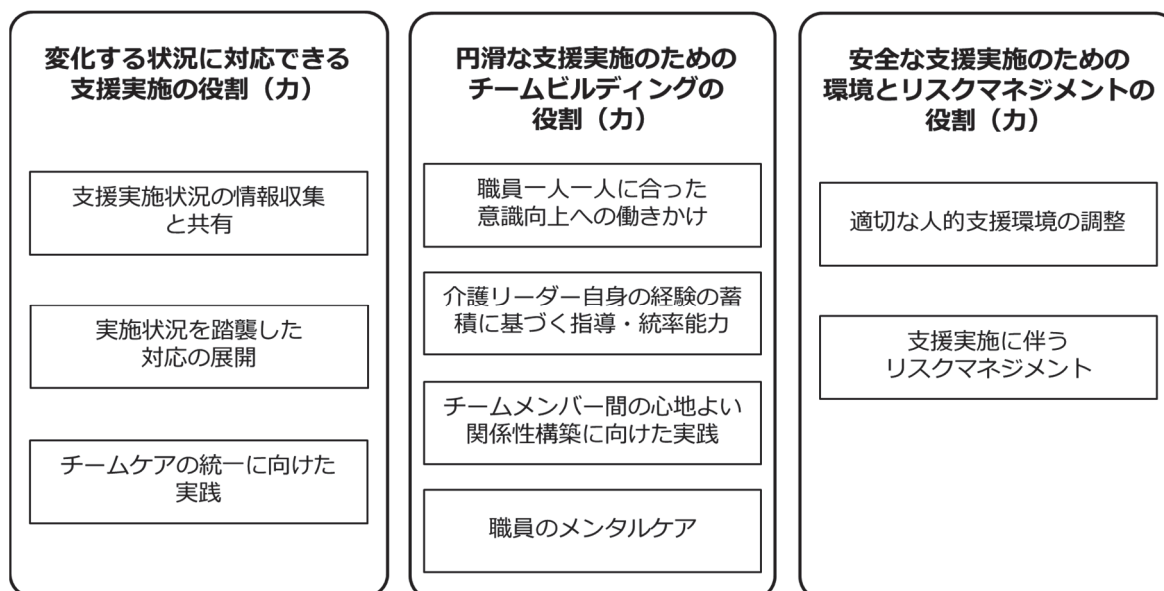 変化する状況に対応できる
支援実施の役割（力）
支援実施状況の情報収集
と共有
実施状況を踏襲した
対応の展開
チームケアの統一に向けた
実践
円滑な支援実施のための
チームビルディングの
役割（力）
職員一人一人に合った
意識向上への働きかけ
介護リーダー自身の経験の蓄
積に基づく指導・統率能力
チームメンバー間の心地よい
関係性構築に向けた実践
職員のメンタルケア
安全な支援実施のための
環境とリスクマネジメントの
役割（力）
適切な人的支援環境の調整
支援実施に伴う
リスクマネジメント